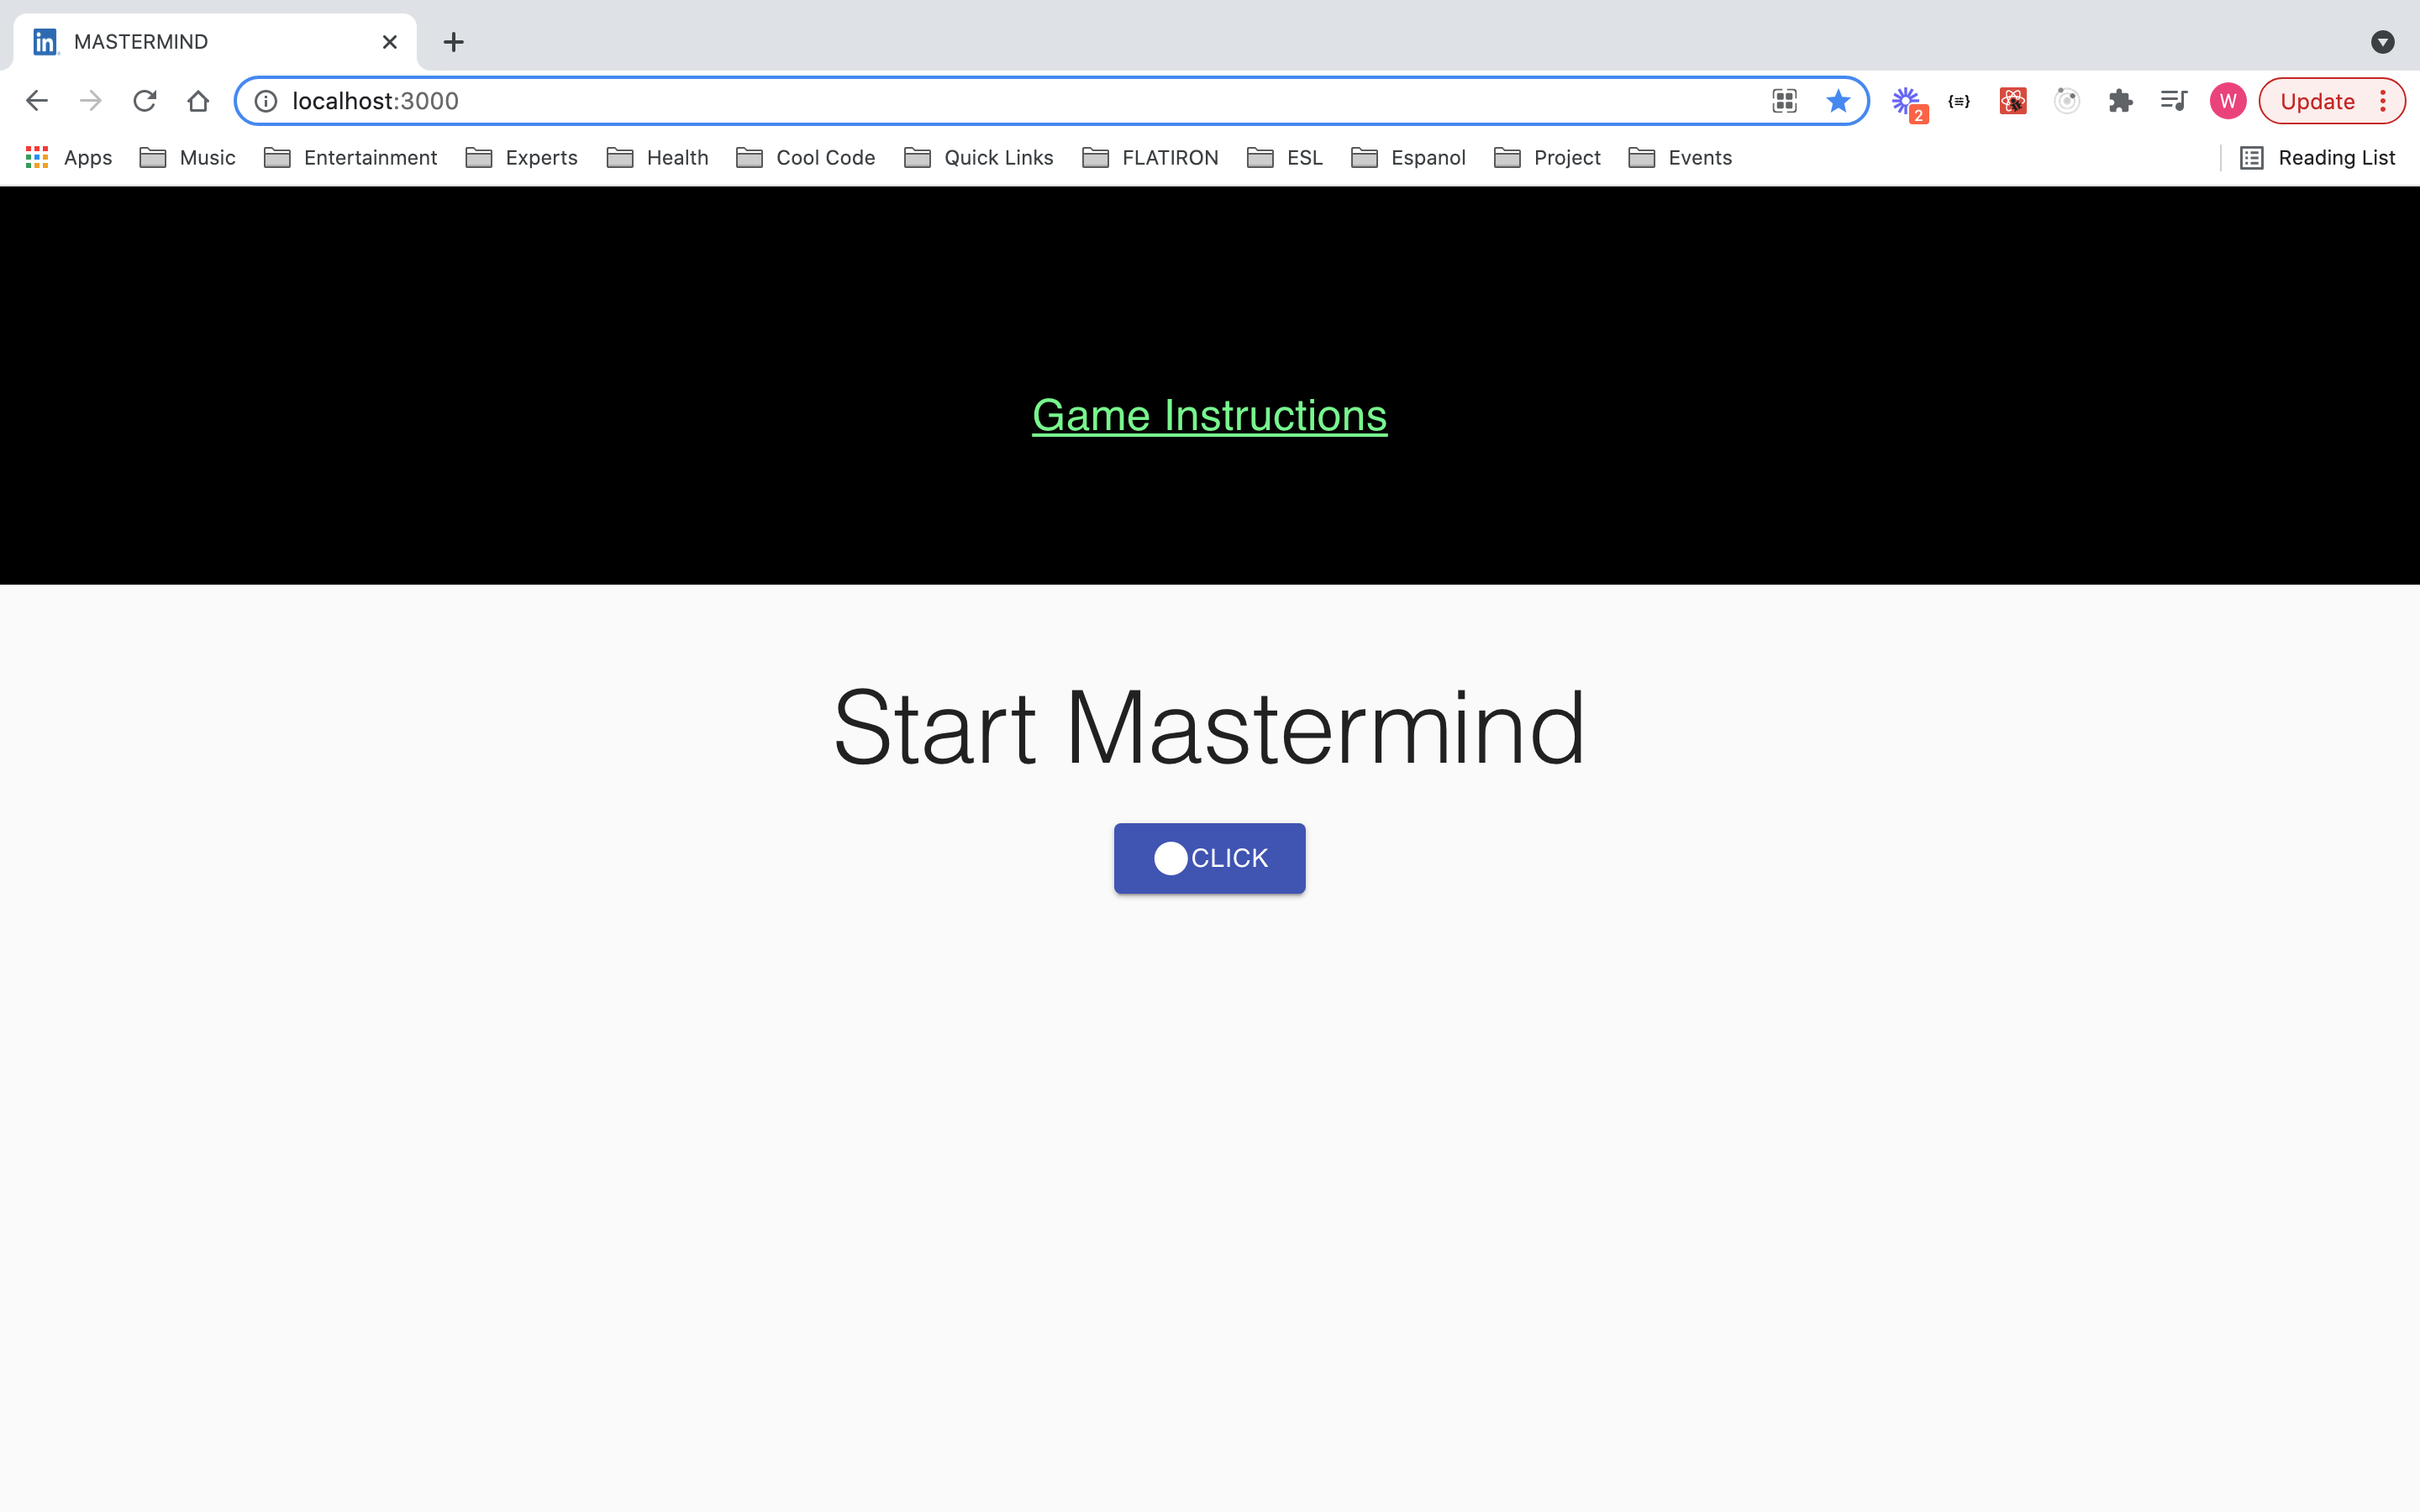 in MASTERMIND
localhost:3000
2
{≡}
W
Update
Apps Music Entertainment Experts Health Cool Code Quick Links FLATIRON ESL Espanol Project Events Reading List
Game Instructions
Start Mastermind
CLICK